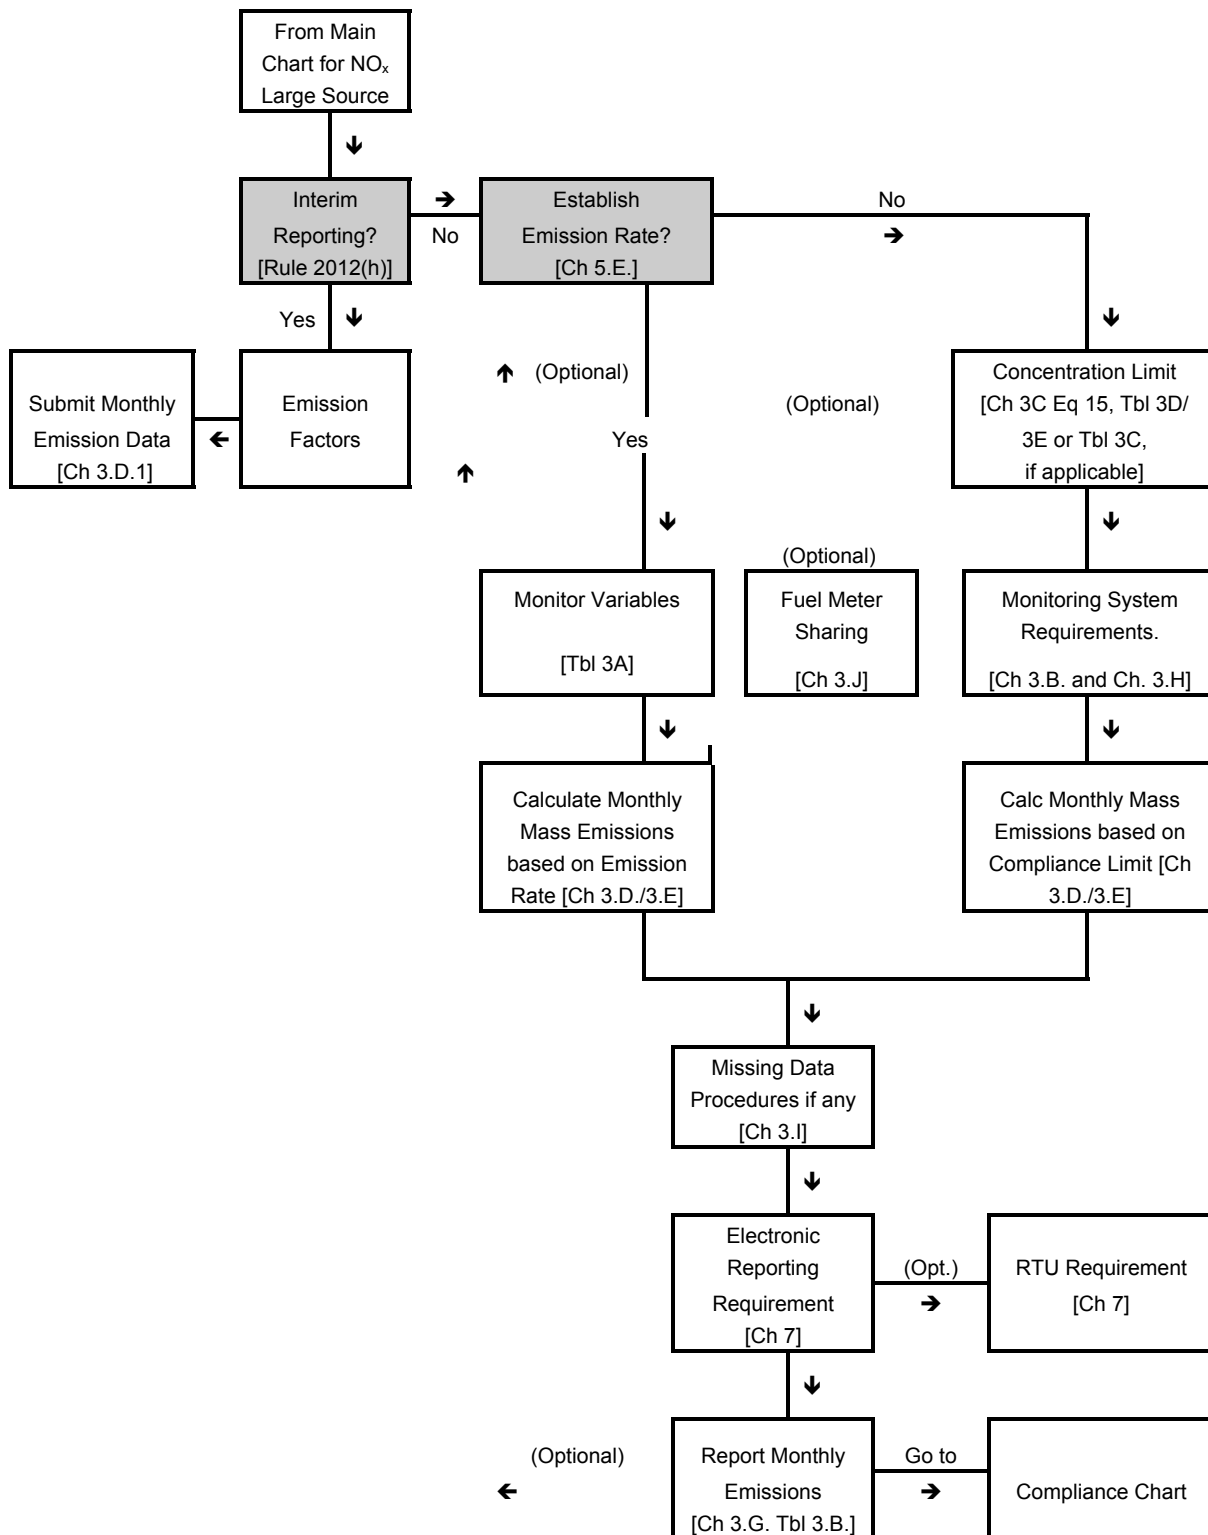 From Main
Chart for NOₓ
Large Source
Interim
Reporting?
[Rule 2012(h)]
No
Establish
Emission Rate?
[Ch 5.E.]
No
Yes
Submit Monthly
Emission Data
[Ch 3.D.1]
Emission
Factors
(Optional)
Yes
(Optional)
Concentration Limit
[Ch 3C Eq 15, Tbl 3D/
3E or Tbl 3C,
if applicable]
Monitor Variables
[Tbl 3A]
(Optional)
Fuel Meter
Sharing
[Ch 3.J]
Monitoring System
Requirements.
[Ch 3.B. and Ch. 3.H]
Calculate Monthly
Mass Emissions
based on Emission
Rate [Ch 3.D./3.E]
Calc Monthly Mass
Emissions based on
Compliance Limit [Ch
3.D./3.E]
Missing Data
Procedures if any
[Ch 3.I]
Electronic
Reporting
Requirement
[Ch 7]
(Opt.)
RTU Requirement
[Ch 7]
(Optional)
Report Monthly
Emissions
[Ch 3.G. Tbl 3.B.]
Go to
Compliance Chart